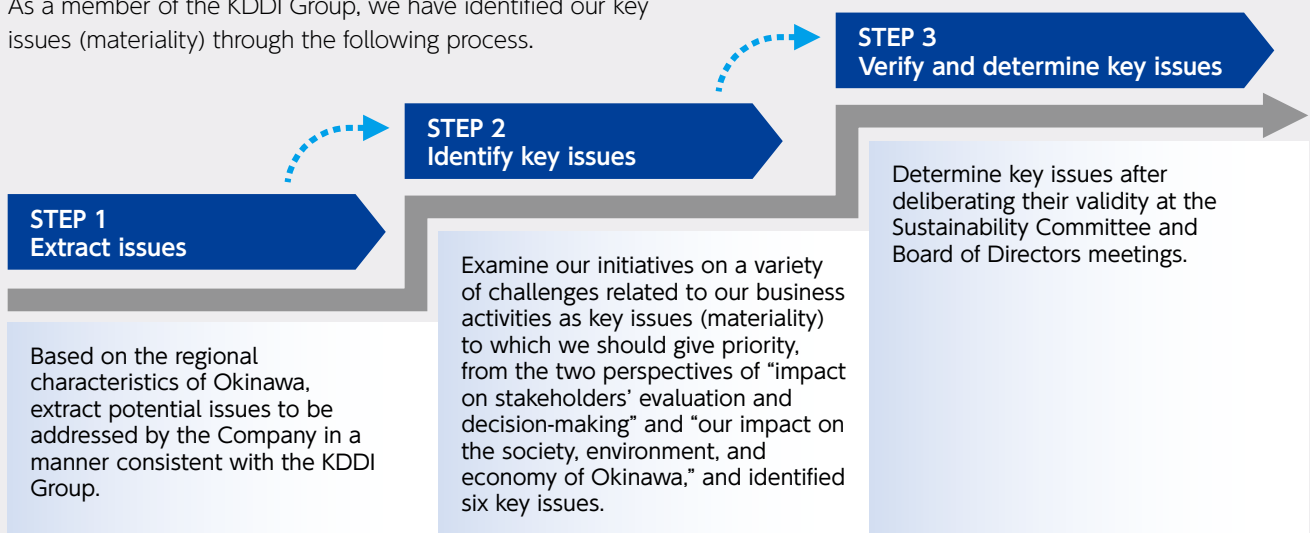 As a member of the KDDI Group, we have identified our key
issues (materiality) through the following process.
STEP 1
Extract issues
Based on the regional
characteristics of Okinawa,
extract potential issues to be
addressed by the Company in a
manner consistent with the KDDI
Group.
STEP 2
Identify key issues
Examine our initiatives on a variety
of challenges related to our business
activities as key issues (materiality)
to which we should give priority,
from the two perspectives of “impact
on stakeholders’ evaluation and
decision-making” and “our impact on
the society, environment, and
economy of Okinawa,” and identified
six key issues.
STEP 3
Verify and determine key issues
Determine key issues after
deliberating their validity at the
Sustainability Committee and
Board of Directors meetings.